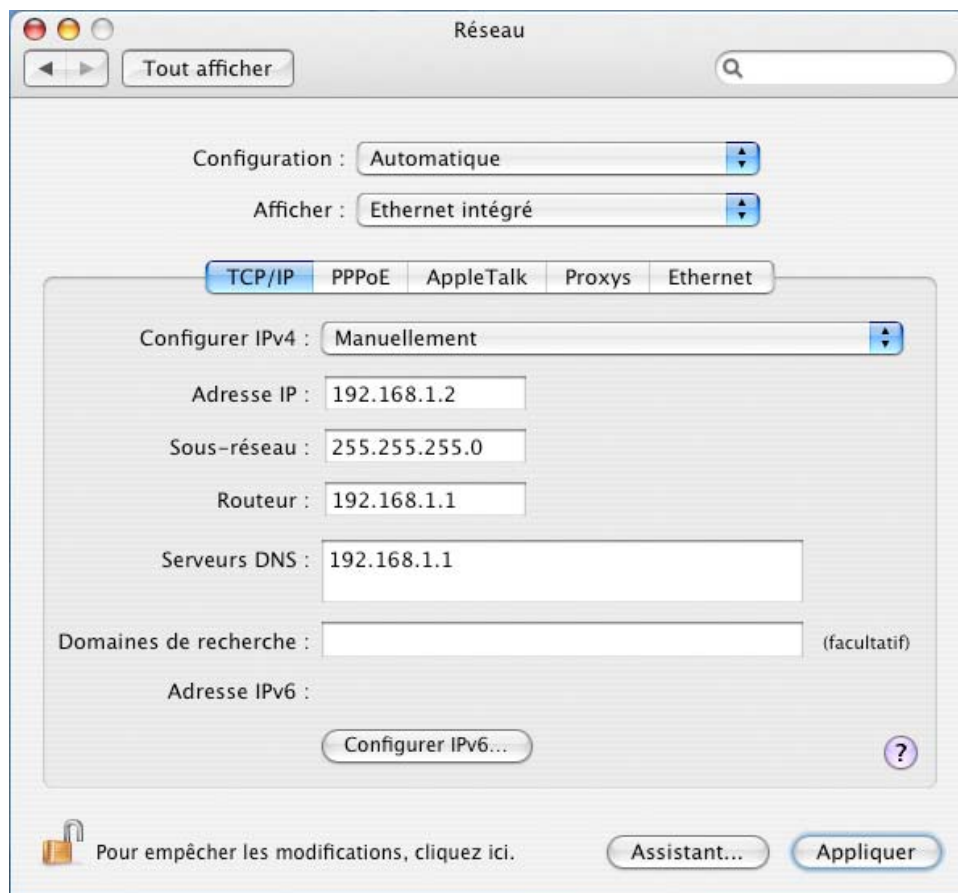 Réseau
Tout afficher
Configuration : Automatique
Afficher : Ethernet intégré
TCP/IP PPPoE AppleTalk Proxys Ethernet
Configurer IPv4 : Manuellement
Adresse IP : 192.168.1.2
Sous-réseau : 255.255.255.0
Routeur : 192.168.1.1
Serveurs DNS : 192.168.1.1
Domaines de recherche : (facultatif)
Adresse IPv6 :
Configurer IPv6...
?
Pour empêcher les modifications, cliquez ici. Assistant... Appliquer